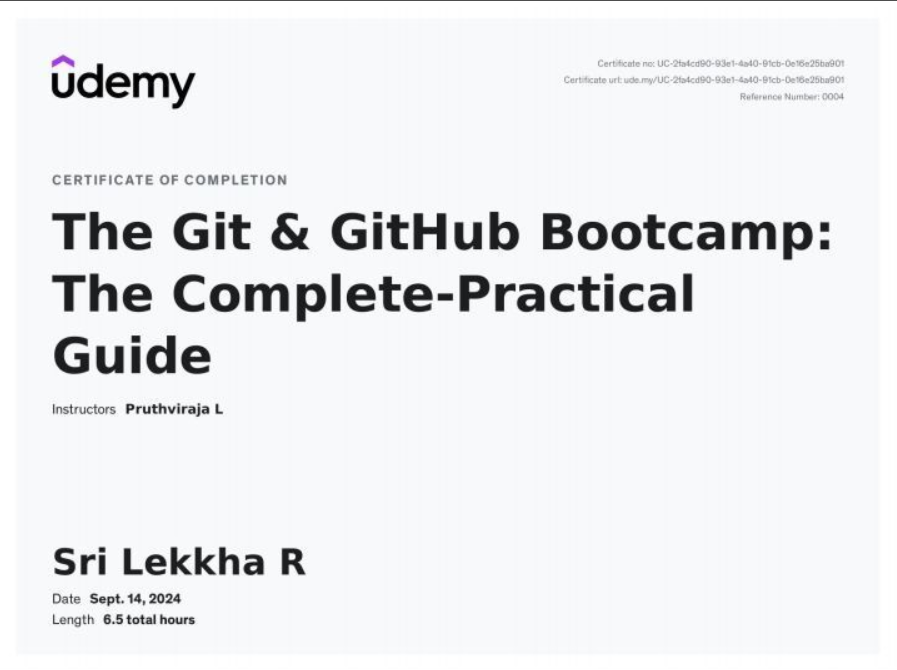 udemy
Certificate no: UC-2fa4cd90-93e1-4a40-91cb-0e16e25ba901
Certificate url: ude.my/UC-2fa4cd90-93e1-4a40-91cb-0e16e25ba901
Reference Number: 0004
CERTIFICATE OF COMPLETION
The Git & GitHub Bootcamp:
The Complete-Practical
Guide
Instructors Pruthviraja L
Sri Lekkha R
Date Sept. 14, 2024
Length 6.5 total hours